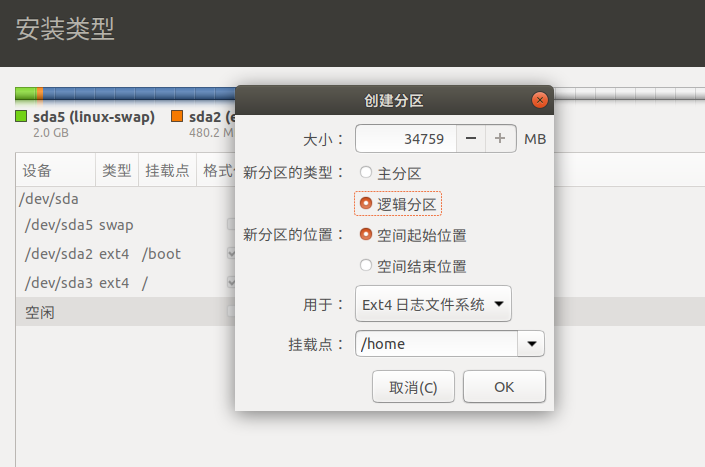 安装类型
创建分区
sda5 (linux-swap)
sda2 (e
2.0 GB
480.2 M
大小：
34759
MB
设备
类型
挂载点
格式
新分区的类型：
主分区
/dev/sda
逻辑分区
/dev/sda5 swap
新分区的位置：
空间起始位置
/dev/sda2 ext4 /boot
空间结束位置
/dev/sda3 ext4 /
空闲
用于：
Ext4 日志文件系统
挂载点：
/home
取消(C)
OK